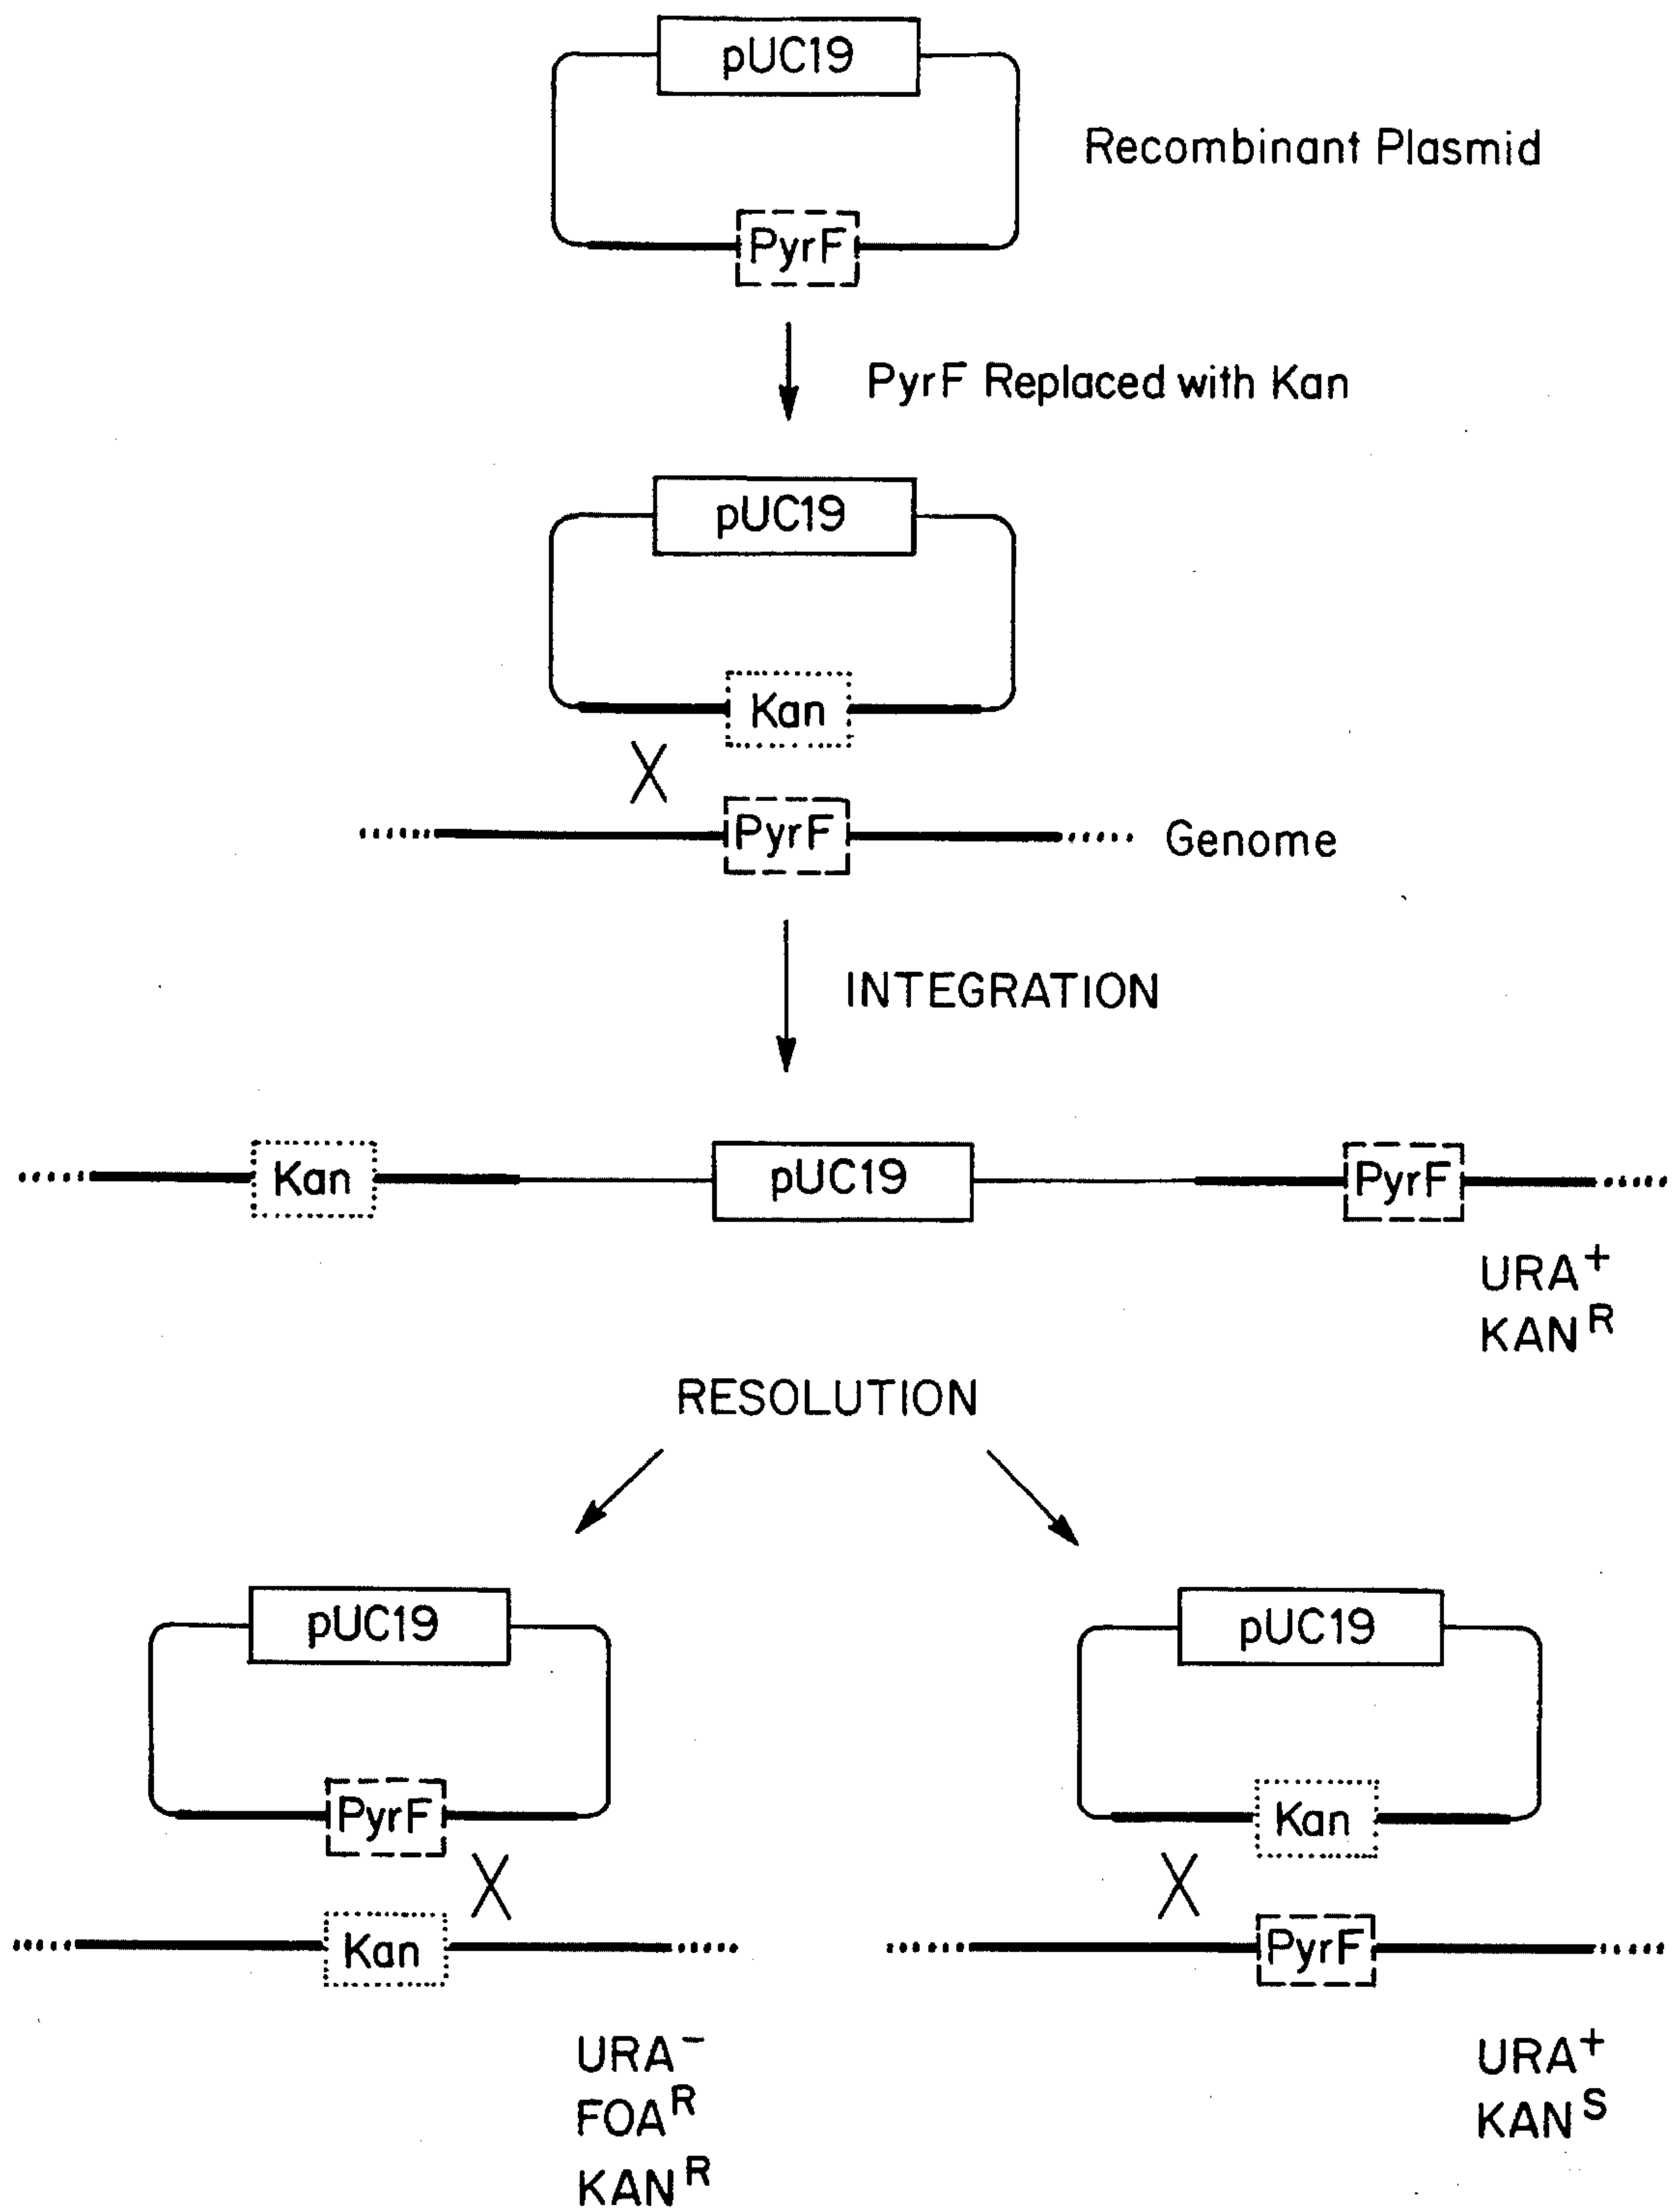 pUC19
Recombinant Plasmid
PyrF
PyrF Replaced with Kan
pUC19
Kan
X
PyrF
Genome
INTEGRATION
Kan pUC19 PyrF
URA+
KANR
RESOLUTION
pUC19
PyrF
X
Kan
URA-
FOAR
KANR
pUC19
Kan
X
PyrF
URA+
KANS